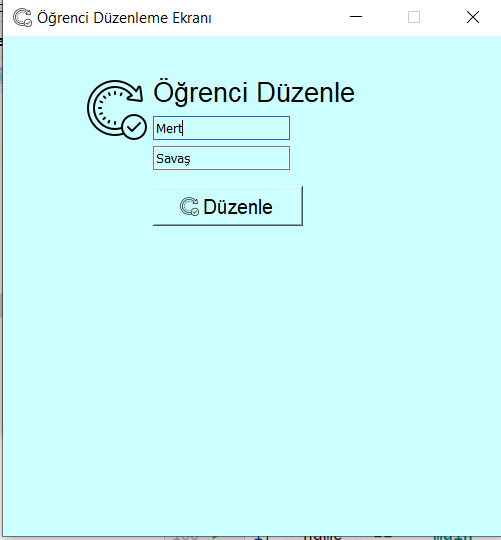 Öğrenci Düzenleme Ekranı
Öğrenci Düzenle
Mert
Savaş
Düzenle